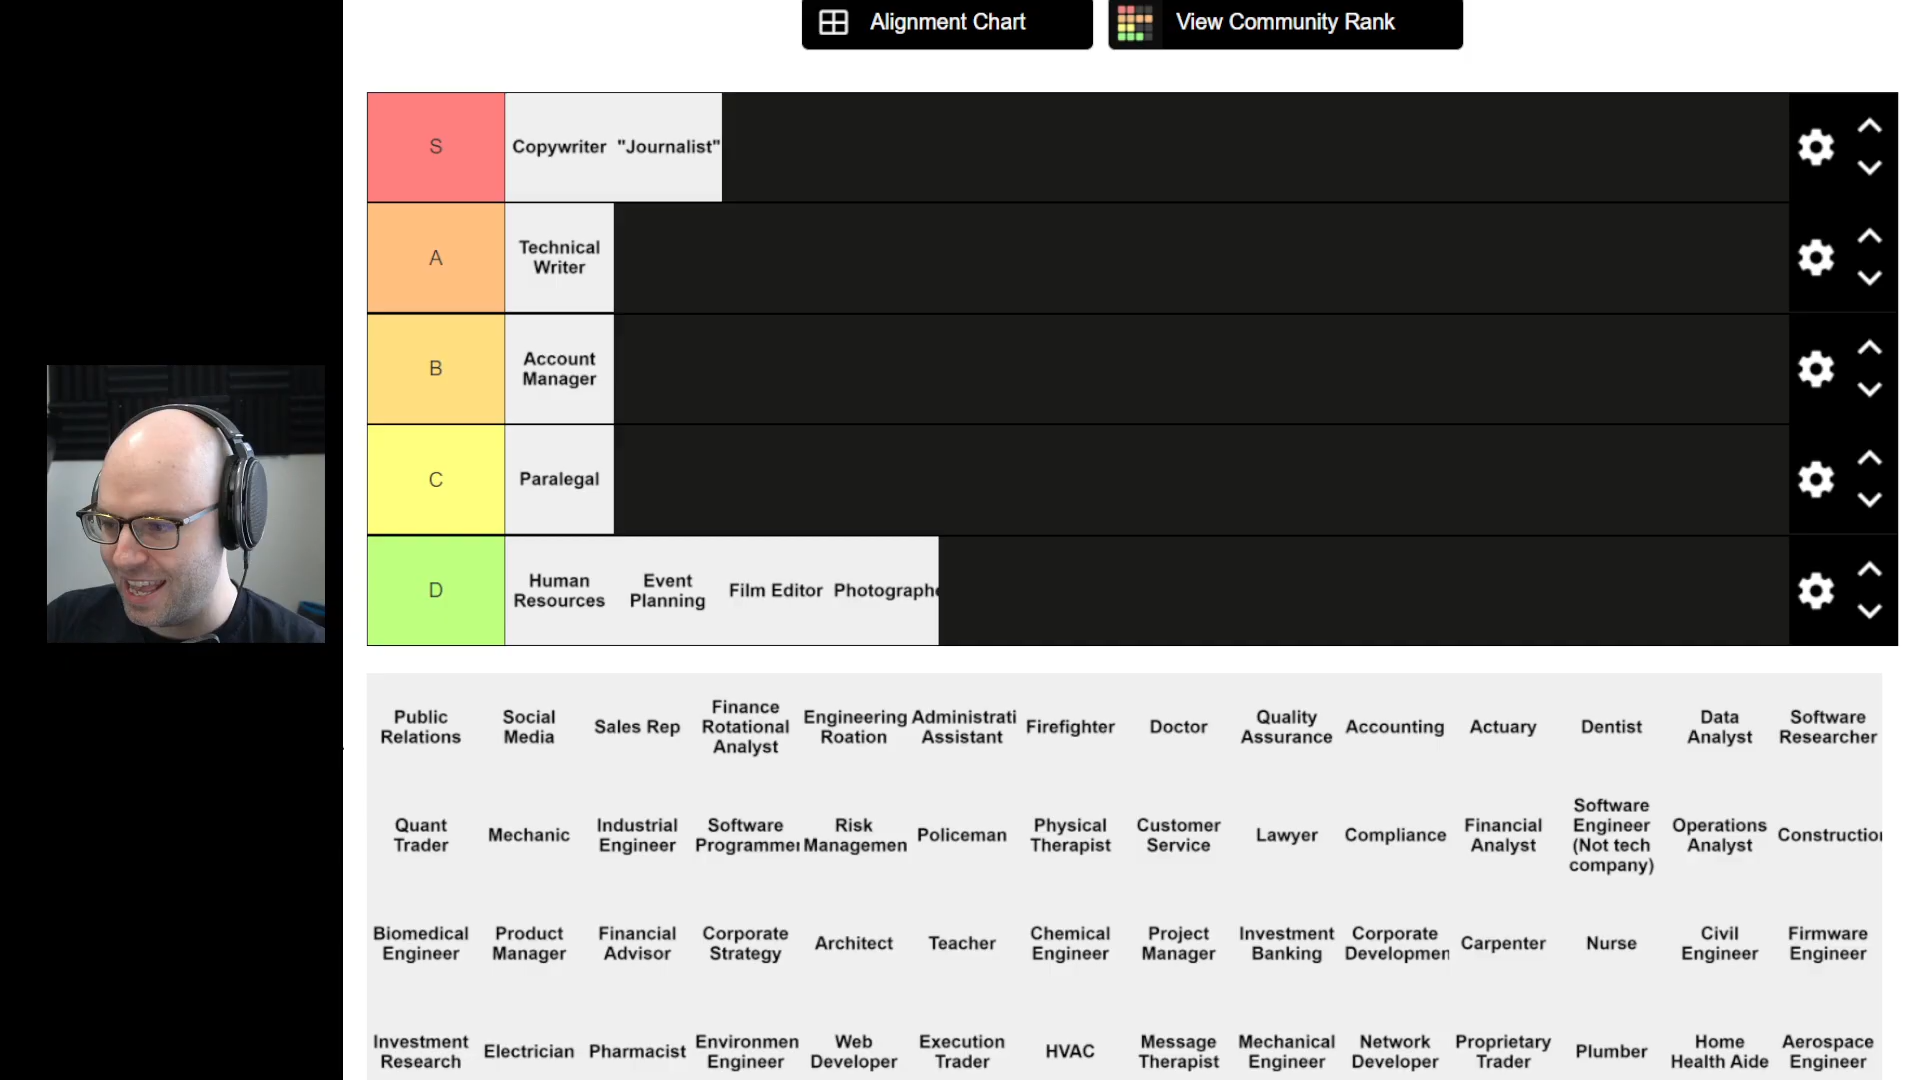 Alignment Chart
View Community Rank
S
Copywriter
"Journalist"
A
Technical
Writer
B
Account
Manager
C
Paralegal
D
Human
Resources
Event
Planning
Film Editor
Photographe
Public
Relations
Social
Media
Sales Rep
Finance
Rotational
Analyst
Engineering
Roation
Administrati
Assistant
Firefighter
Doctor
Quality
Assurance
Accounting
Actuary
Dentist
Data
Analyst
Software
Researcher
Quant
Trader
Mechanic
Industrial
Engineer
Software
Programmer
Risk
Managemen
Policeman
Physical
Therapist
Customer
Service
Lawyer
Compliance
Financial
Analyst
Software
Engineer
(Not tech
company)
Operations
Analyst
Construction
Biomedical
Engineer
Product
Manager
Financial
Advisor
Corporate
Strategy
Architect
Teacher
Chemical
Engineer
Project
Manager
Investment
Banking
Corporate
Developmen
Carpenter
Nurse
Civil
Engineer
Firmware
Engineer
Investment
Research
Electrician
Pharmacist
Environmen
Engineer
Web
Developer
Execution
Trader
HVAC
Message
Therapist
Mechanical
Engineer
Network
Developer
Proprietary
Trader
Plumber
Home
Health Aide
Aerospace
Engineer